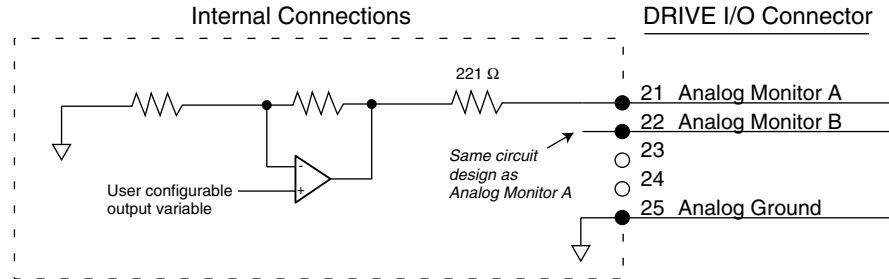 Internal Connections
DRIVE I/O Connector
221 Ω
21 Analog Monitor A
22 Analog Monitor B
23
24
25 Analog Ground
Same circuit
design as
Analog Monitor A
-
+
User configurable
output variable